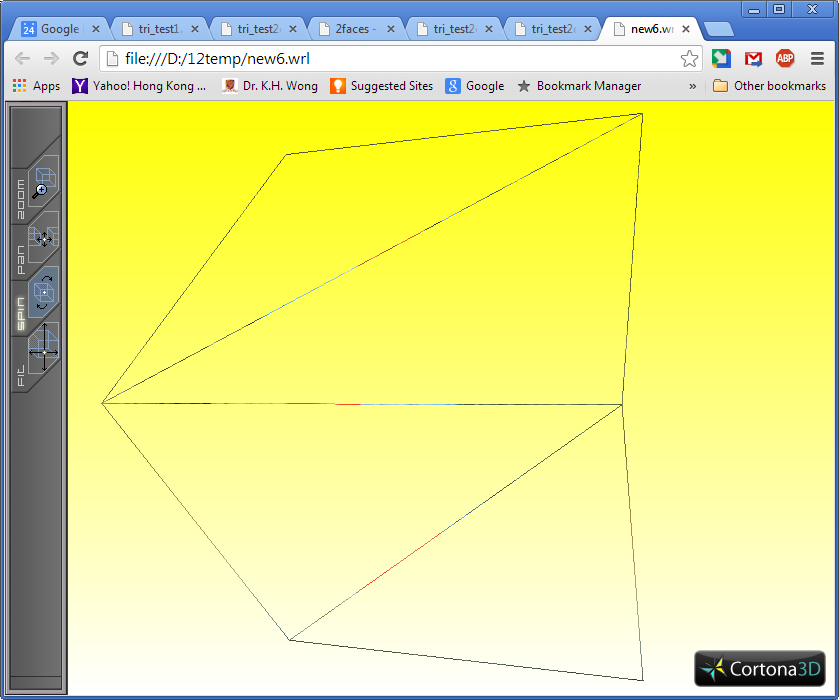 24 Google
tri_test1.
tri_test2
2faces -
tri_test2
tri_test2
new6.wr
file:///D:/12temp/new6.wrl
ABP
Apps
Y Yahoo! Hong Kong ...
Dr. K.H. Wong
Suggested Sites
g Google
Bookmark Manager
»
Other bookmarks
ZOOM
PAN
SPIN
FIT
Cortona3D